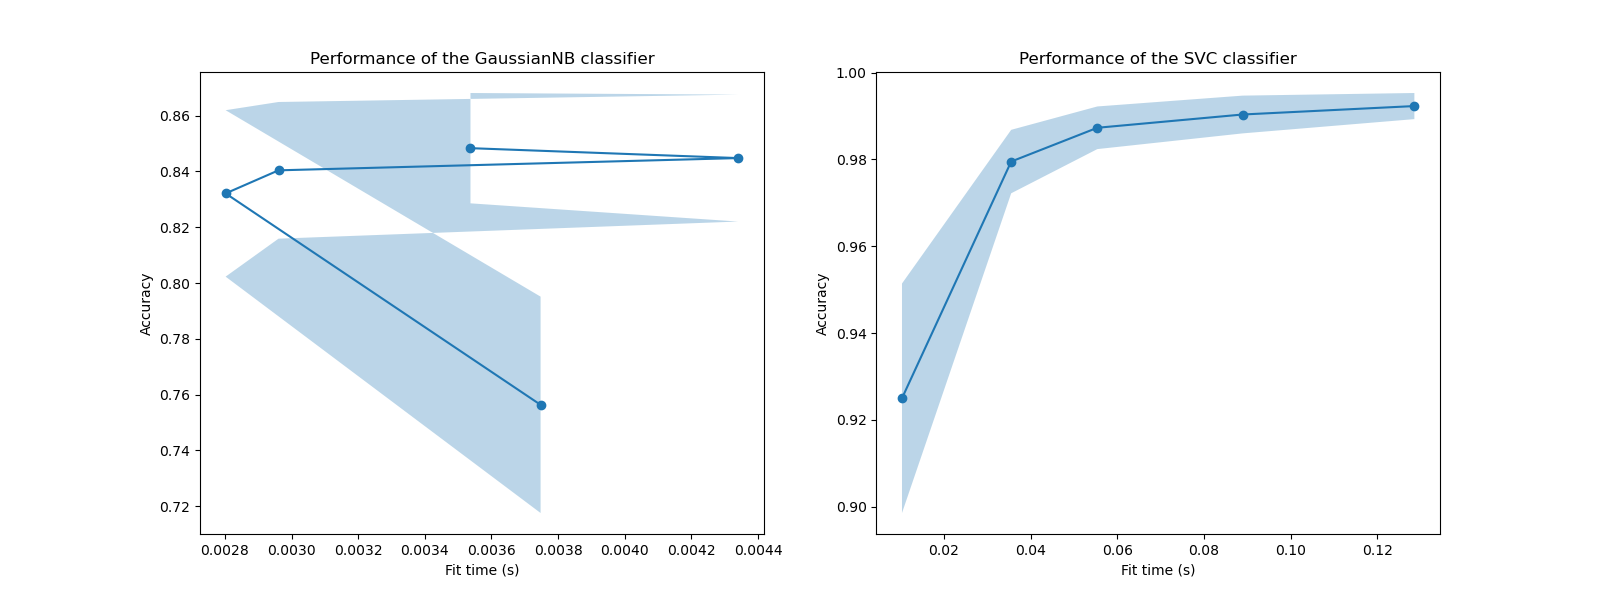 Performance of the GaussianNB classifier
Accuracy
0.86
0.84
0.82
0.80
0.78
0.76
0.74
0.72
0.0028 0.0030 0.0032 0.0034 0.0036 0.0038 0.0040 0.0042 0.0044
Fit time (s)
Performance of the SVC classifier
Accuracy
1.00
0.98
0.96
0.94
0.92
0.90
0.02 0.04 0.06 0.08 0.10 0.12
Fit time (s)